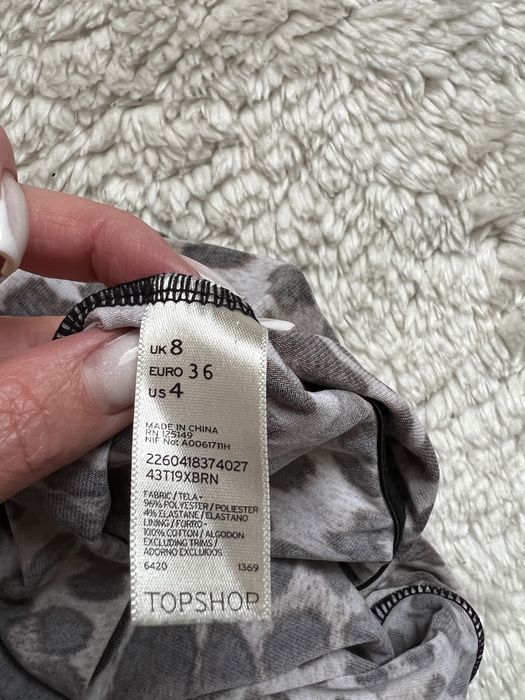 UK 8
EURO 36
US 4
MADE IN CHINA
RN 125149
NIF No: A0061711H
2260418374027
43T19XBRN
FABRIC/TELA-
96% POLYESTER/POLIESTER
4% ELASTANE/ELASTANO
LINING/FORRO-
100% COTTON/ALGODON
EXCLUDING TRIMS/
ADORNO EXCLUIDOS
6420 1369
TOPSHOP